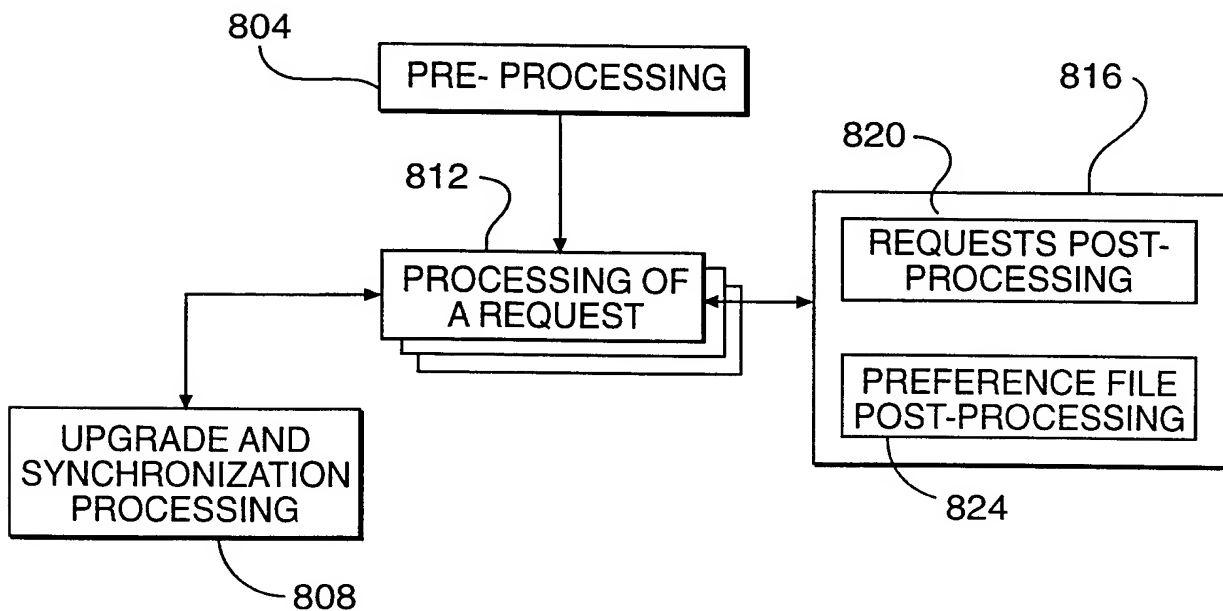 804
PRE- PROCESSING
816
820
812
REQUESTS POST-
PROCESSING
PROCESSING OF
A REQUEST
PREFERENCE FILE
POST-PROCESSING
UPGRADE AND
SYNCHRONIZATION
PROCESSING
824
808